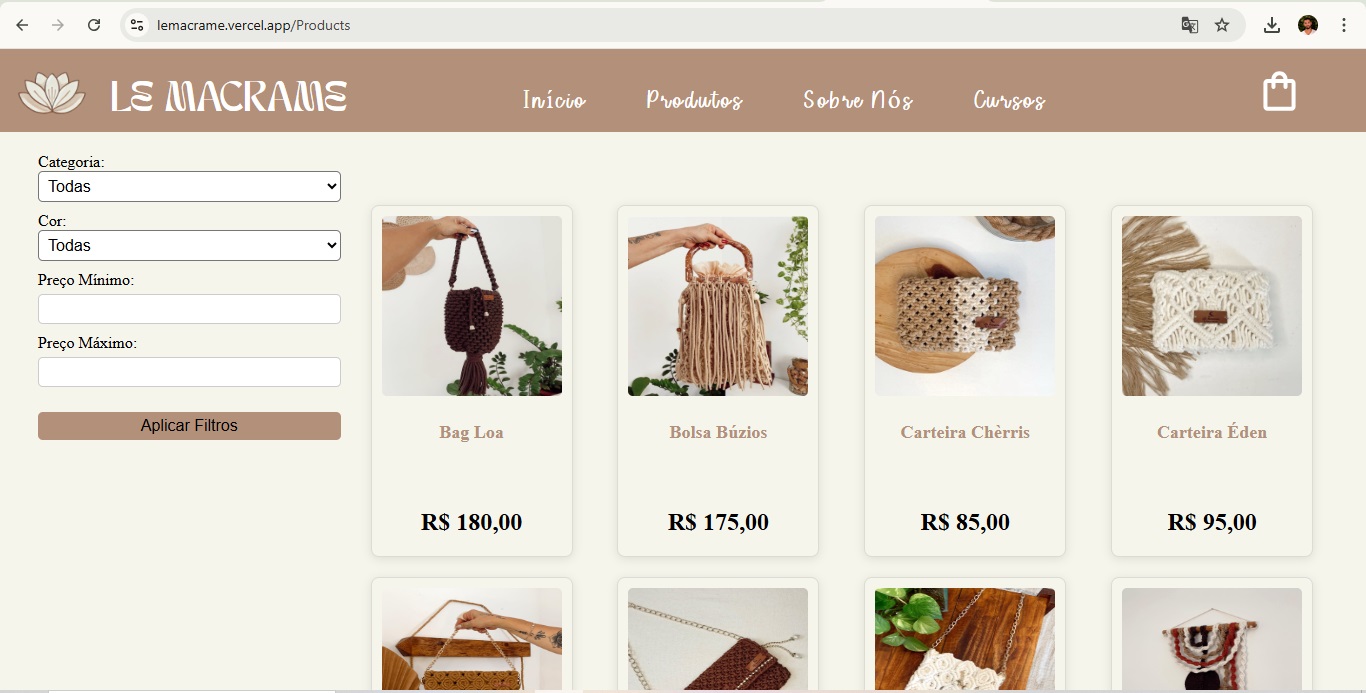 lemacrame.vercel.app/Products
LE MACRAME
Início
Produtos
Sobre Nós
Cursos
Categoria:
Todas
Cor:
Todas
Preço Mínimo:
Preço Máximo:
Aplicar Filtros
Bag Loa
R$ 180,00
Bolsa Búzios
R$ 175,00
Carteira Chèrris
R$ 85,00
Carteira Éden
R$ 95,00